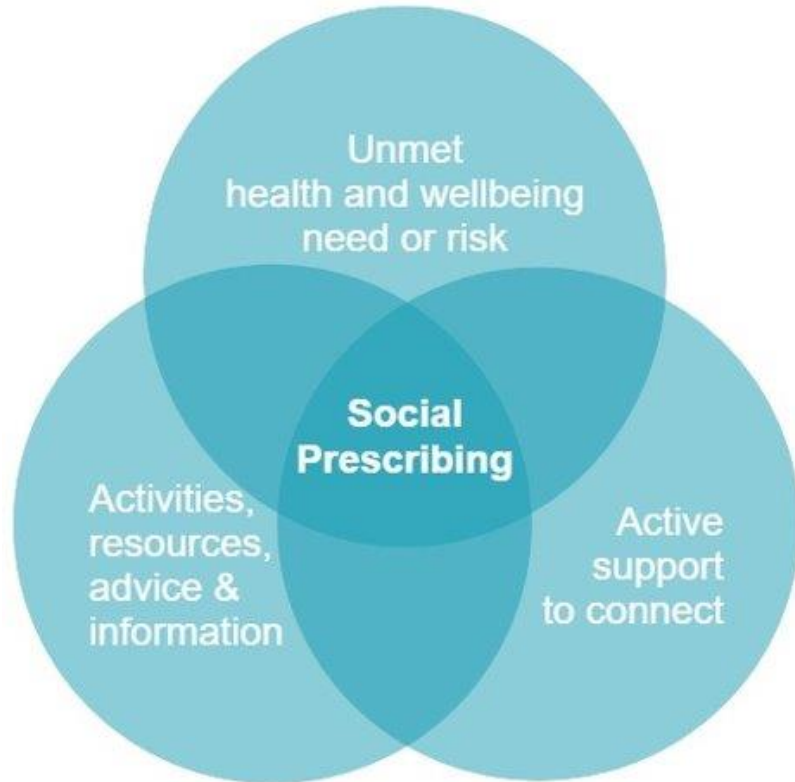 Unmet
health and wellbeing
need or risk
Social
Prescribing
Activities,
resources,
advice &
information
Active
support
to connect